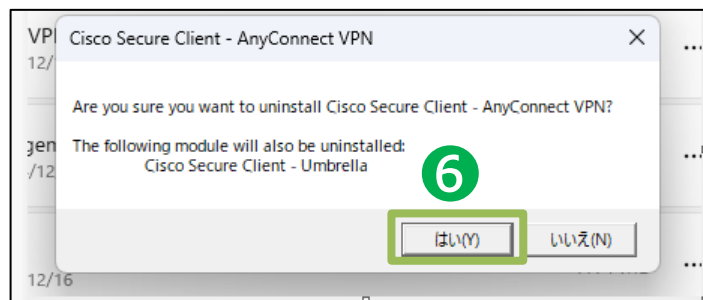 VP
12/
Cisco Secure Client - AnyConnect VPN
Are you sure you want to uninstall Cisco Secure Client - AnyConnect VPN?
The following module will also be uninstalled:
Cisco Secure Client - Umbrella
gen
/12
6
はい(Y)
いいえ(N)
12/16